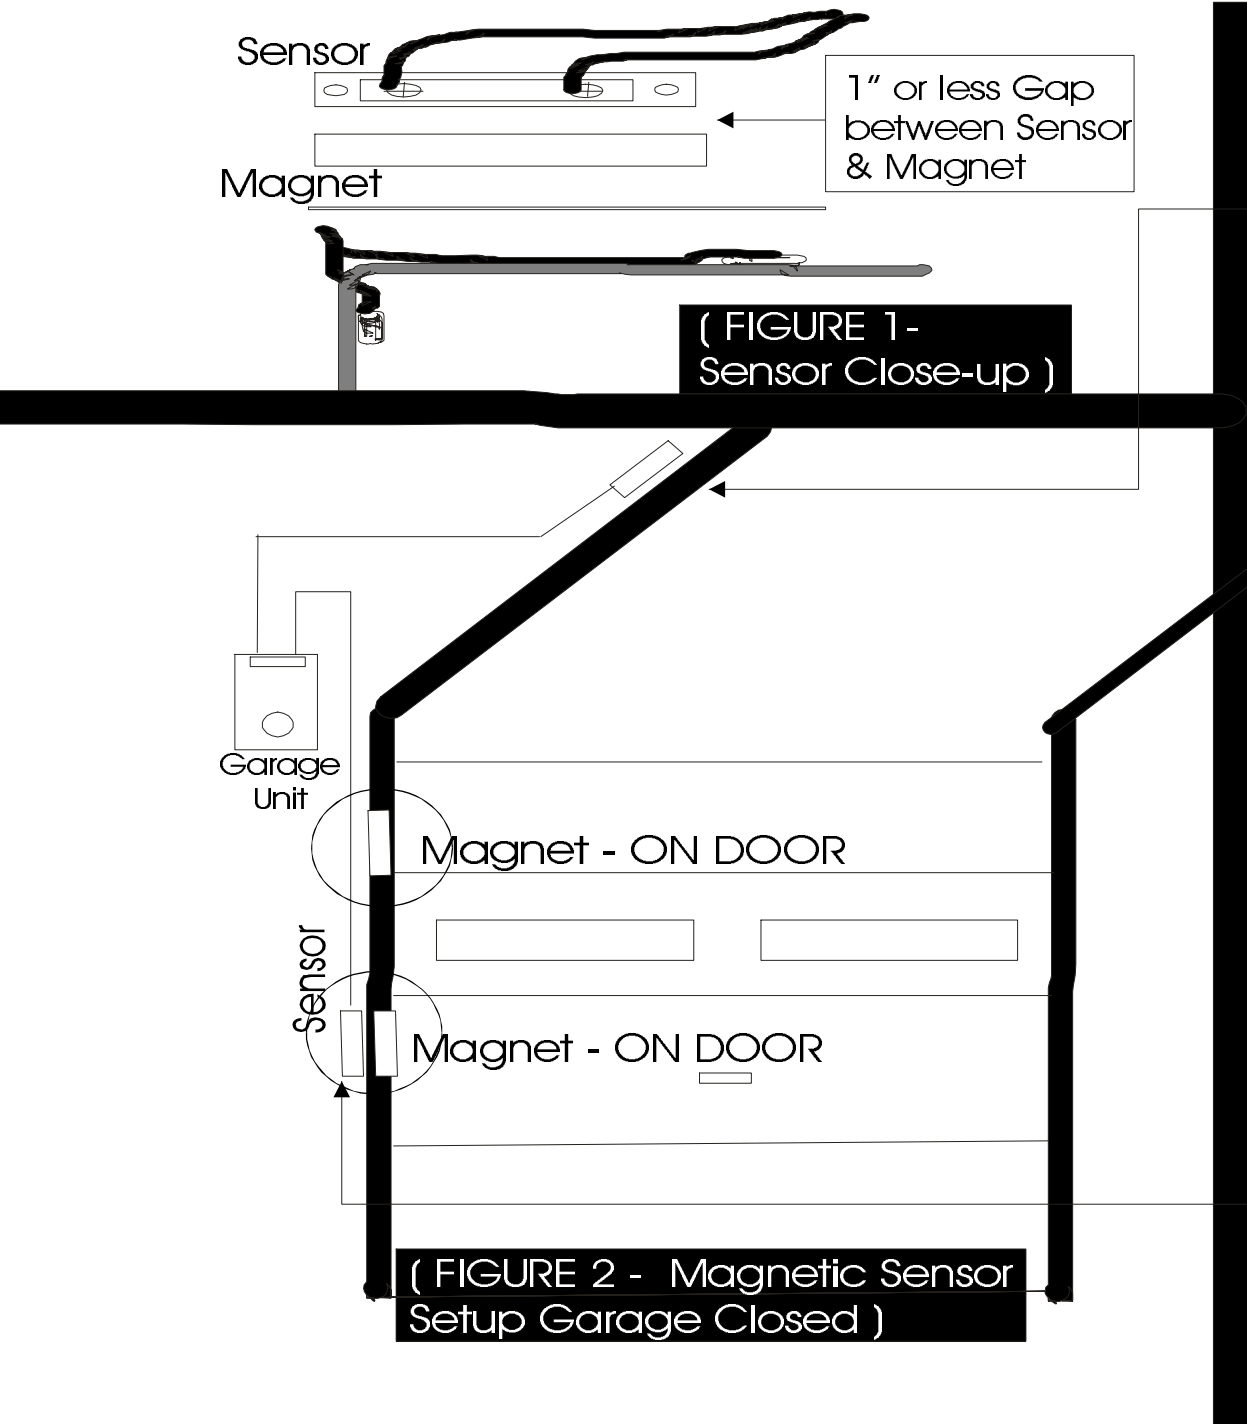 Sensor
1” or less Gap
between Sensor
& Magnet
Magnet
( FIGURE 1-
Sensor Close-up )
Garage
Unit
Magnet - ON DOOR
Sensor
Magnet - ON DOOR
( FIGURE 2 - Magnetic Sensor
Setup Garage Closed )